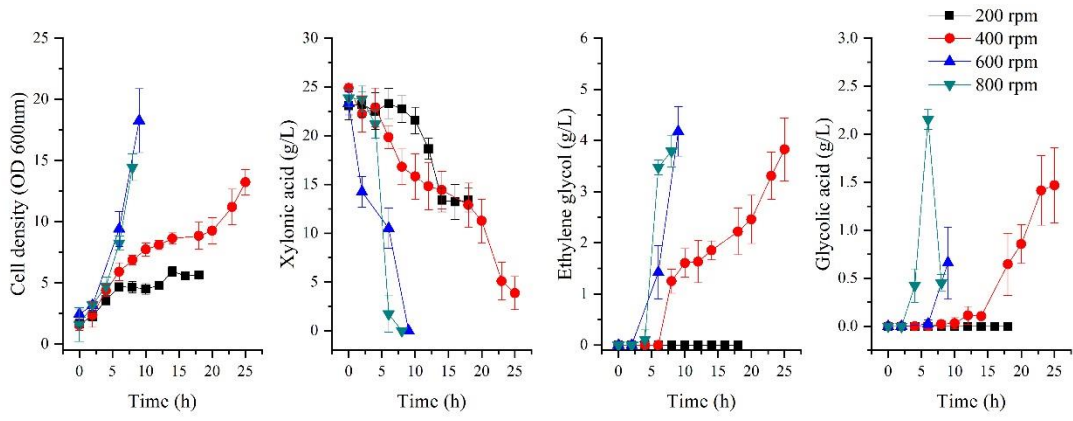 200 rpm
400 rpm
600 rpm
800 rpm
Cell density (OD 600nm)
25
20
15
10
5
0
0 5 10 15 20 25
Time (h)
Xylonic acid (g/L)
30
25
20
15
10
5
0
0 5 10 15 20 25
Time (h)
Ethylene glycol (g/L)
6
5
4
3
2
1
0
0 5 10 15 20 25
Time (h)
Glycolic acid (g/L)
3.0
2.5
2.0
1.5
1.0
0.5
0.0
0 5 10 15 20 25
Time (h)